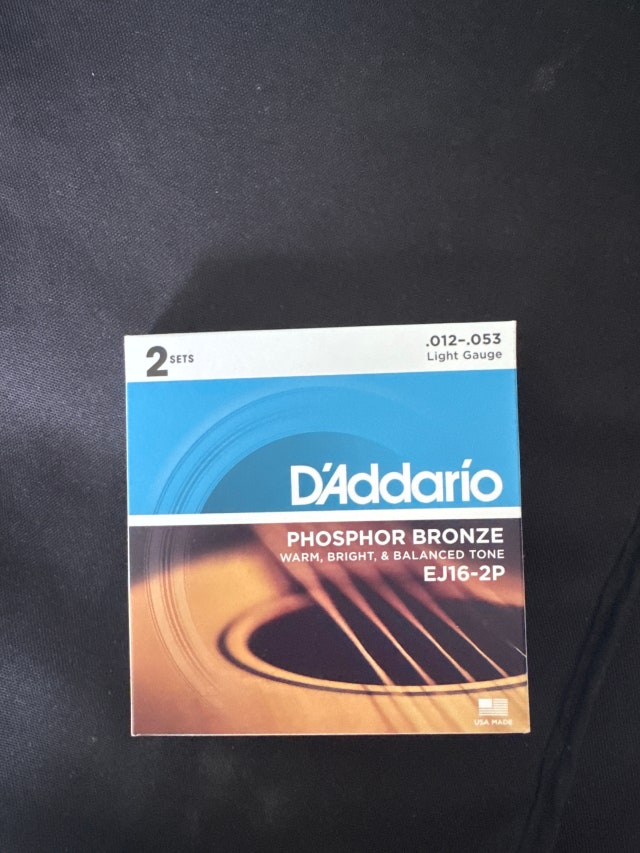 2 SETS
.012–.053
Light Gauge
D'Addario
PHOSPHOR BRONZE
WARM, BRIGHT, & BALANCED TONE
EJ16-2P
USA MADE